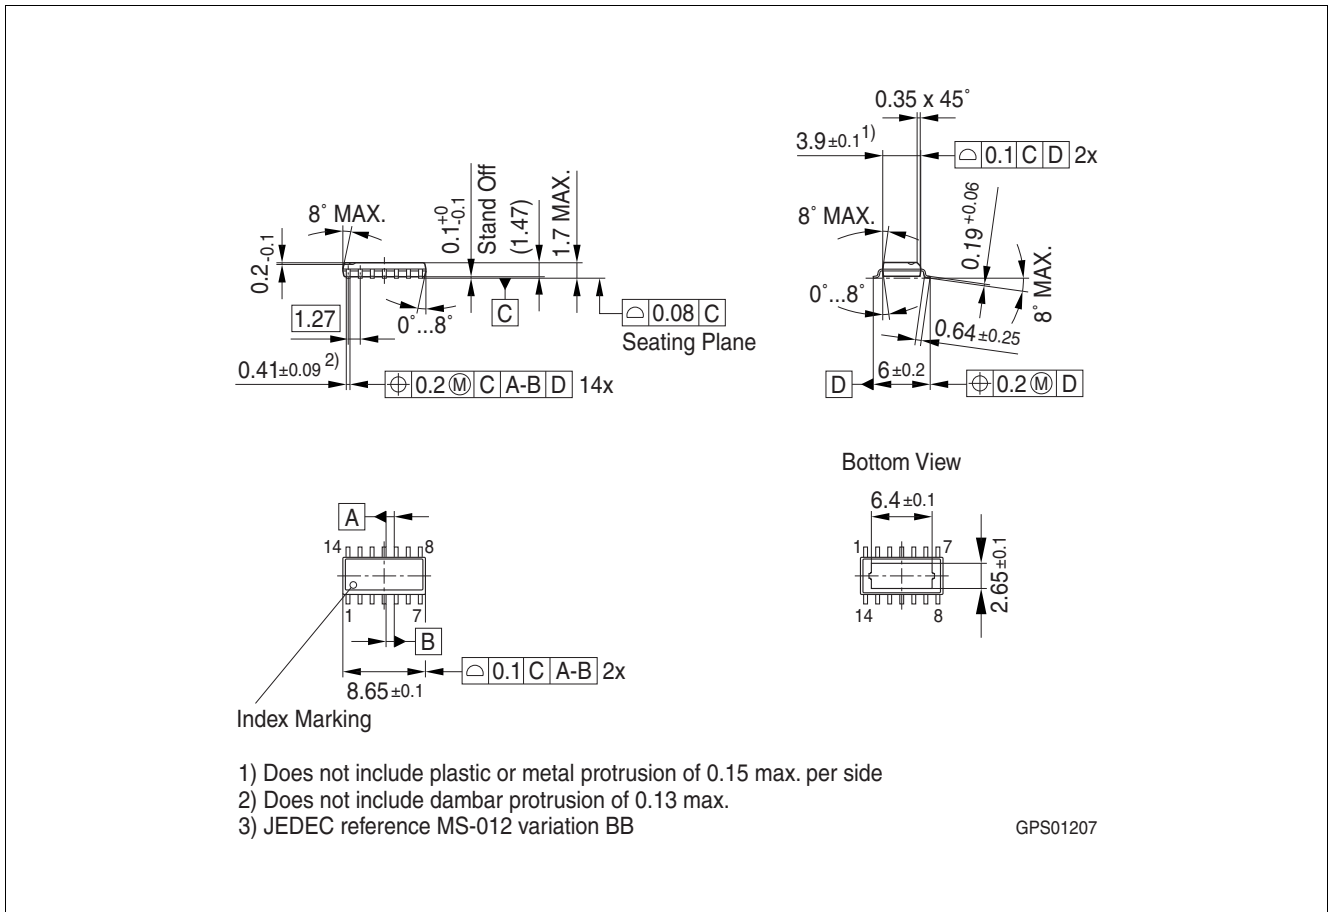 8° MAX.
0.2 -0.1
0.1 +0 -0.1
Stand Off
(1.47)
1.7 MAX.
1.27
0°...8°
C
⌓ 0.08 C
Seating Plane
0.41±0.09 2)
⌖ 0.2 Ⓜ C A-B D 14x
0.35 x 45°
3.9±0.1 1)
⌓ 0.1 C D 2x
8° MAX.
0.19 +0.06
8° MAX.
0°...8°
0.64±0.25
D
6±0.2
⌖ 0.2 Ⓜ D
A
14 8
1 7
B
⌓ 0.1 C A-B 2x
8.65±0.1
Index Marking
Bottom View
6.4±0.1
1 7
2.65±0.1
14 8
1) Does not include plastic or metal protrusion of 0.15 max. per side
2) Does not include dambar protrusion of 0.13 max.
3) JEDEC reference MS-012 variation BB
GPS01207